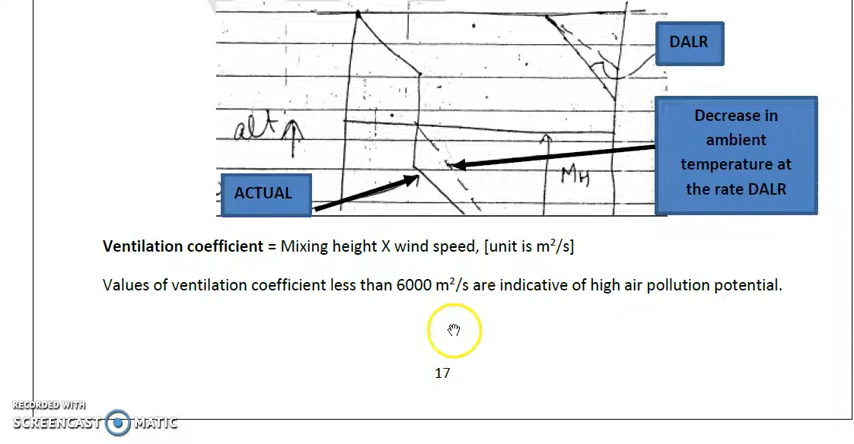 DALR
Decrease in
ambient
temperature at
the rate DALR
alt
MH
ACTUAL
Ventilation coefficient = Mixing height X wind speed, [unit is m²/s]
Values of ventilation coefficient less than 6000 m²/s are indicative of high air pollution potential.
17
RECORDED WITH
SCREENCAST MATIC